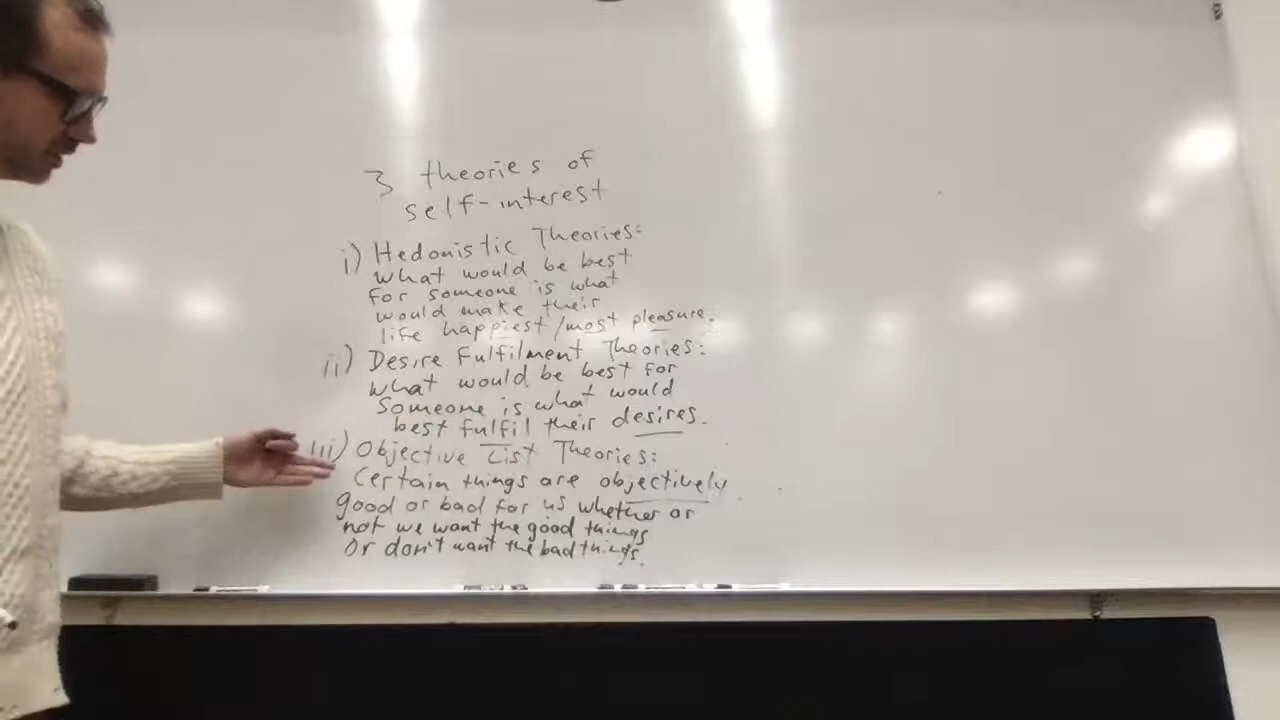 3 theories of
self-interest
i) Hedonistic Theories:
what would be best
for someone is what
would make their
life happiest/most pleasure.
ii) Desire Fulfilment Theories:
what would be best for
someone is what would
best fulfil their desires.
iii) Objective List Theories:
Certain things are objectively
good or bad for us whether or
not we want the good things
or don't want the bad things.